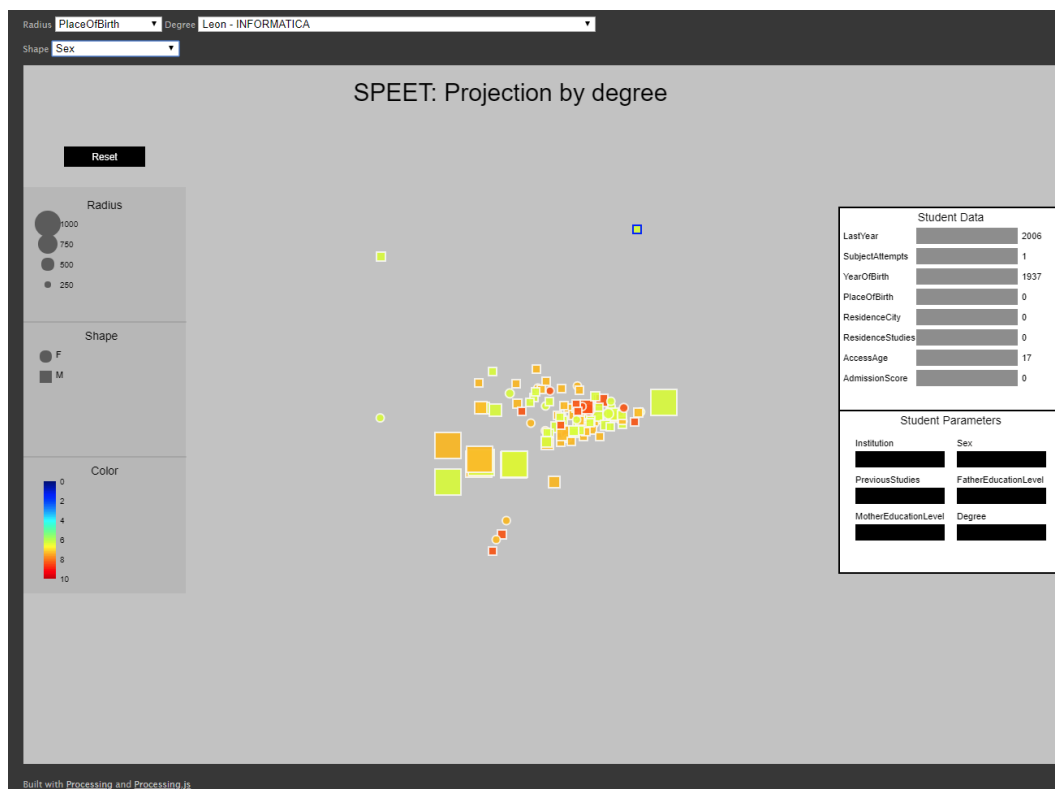 Radius PlaceOfBirth Degree Leon - INFORMATICA
Shape Sex
SPEET: Projection by degree
Reset
Radius
1000
750
500
250
Shape
F
M
Color
0
2
4
6
8
10
Student Data
LastYear 2006
SubjectAttempts 1
YearOfBirth 1937
PlaceOfBirth 0
ResidenceCity 0
ResidenceStudies 0
AccessAge 17
AdmissionScore 0
Student Parameters
Institution Sex
PreviousStudies FatherEducationLevel
MotherEducationLevel Degree
Built with Processing and Processing.js